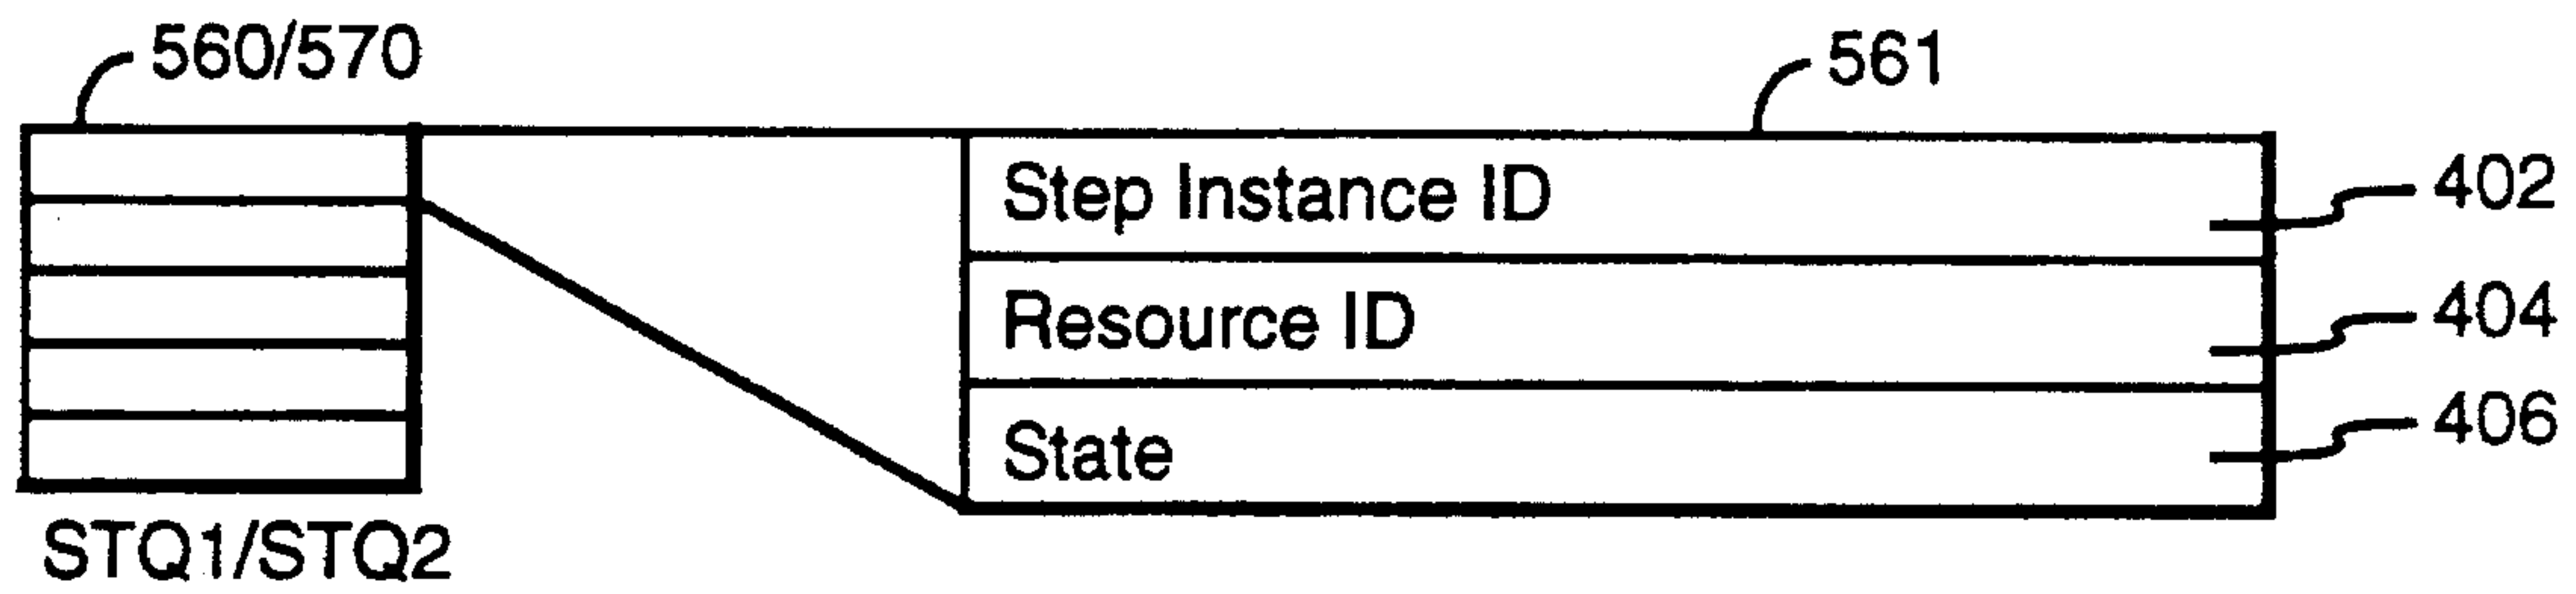 560/570
561
Step Instance ID
402
Resource ID
404
State
406
STQ1/STQ2